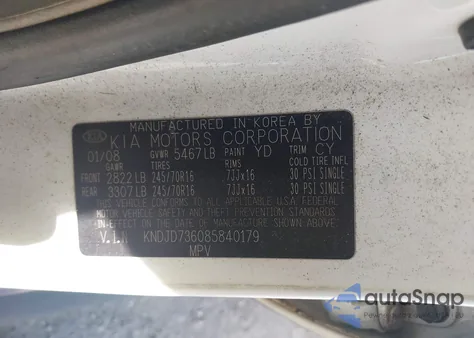 MANUFACTURED IN KOREA BY
KIA KIA MOTORS CORPORATION
01/08 GVWR 5467LB PAINT YD TRIM CY
GAWR TIRES RIMS COLD TIRE INFL
FRONT 2822LB 245/70R16 7JJx16 30 PSI SINGLE
REAR 3307LB 245/70R16 7JJx16 30 PSI SINGLE
THIS VEHICLE CONFORMS TO ALL APPLICABLE FEDERAL
MOTOR VEHICLE SAFETY AND THEFT PREVENTION STANDARDS
IN EFFECT ON THE DATE OF MANUFACTURE SHOWN ABOVE
V.I.N KNDJD736085840179
MPV
autoSnap